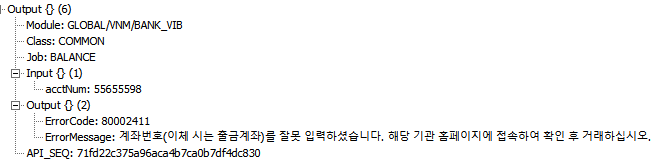 Output {} (6)
Module: GLOBAL/VNM/BANK_VIB
Class: COMMON
Job: BALANCE
Input {} (1)
acctNum: 55655598
Output {} (2)
ErrorCode: 80002411
ErrorMessage: 계좌번호(이체 시는 출금계좌)를 잘못 입력하셨습니다. 해당 기관 홈페이지에 접속하여 확인 후 거래하십시오.
API_SEQ: 71fd22c375a96aca4b7ca0b7df4dc830